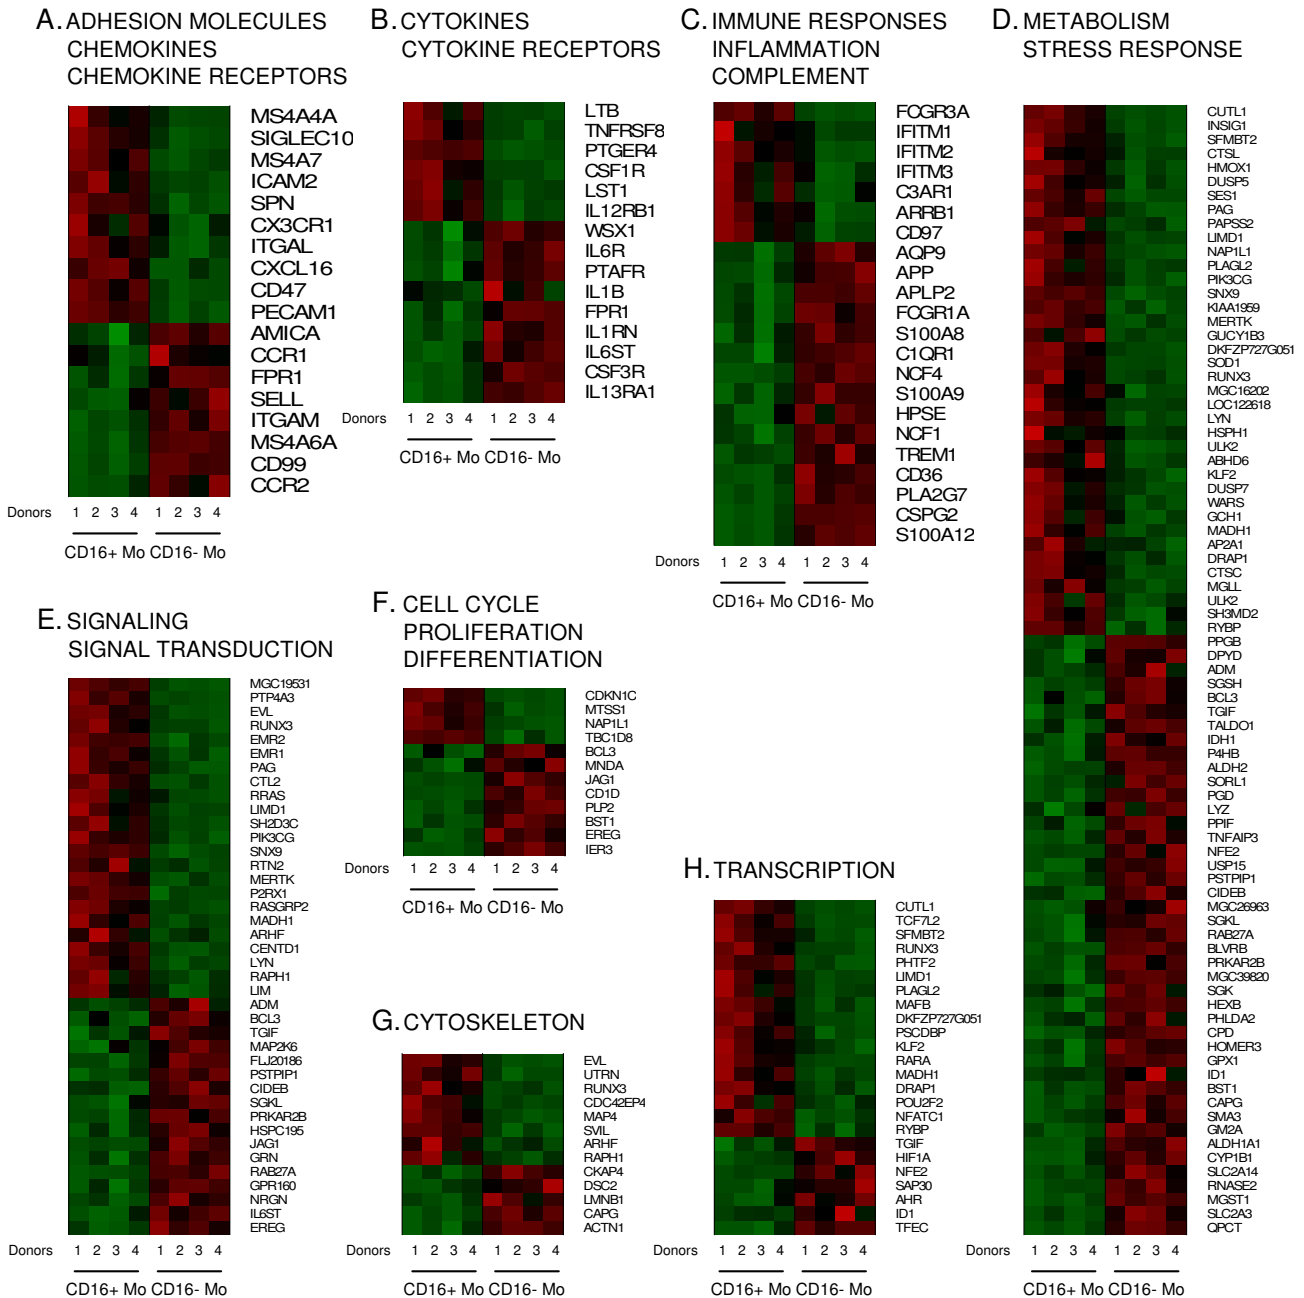 A. ADHESION MOLECULES
CHEMOKINES
CHEMOKINE RECEPTORS
MS4A4A
SIGLEC10
MS4A7
ICAM2
SPN
CX3CR1
ITGAL
CXCL16
CD47
PECAM1
AMICA
CCR1
FPR1
SELL
ITGAM
MS4A6A
CD99
CCR2
Donors 1 2 3 4 1 2 3 4
CD16+ Mo CD16- Mo
B. CYTOKINES
CYTOKINE RECEPTORS
LTB
TNFRSF8
PTGER4
CSF1R
LST1
IL12RB1
WSX1
IL6R
PTAFR
IL1B
FPR1
IL1RN
IL6ST
CSF3R
IL13RA1
Donors 1 2 3 4 1 2 3 4
CD16+ Mo CD16- Mo
C. IMMUNE RESPONSES
INFLAMMATION
COMPLEMENT
FCGR3A
IFITM1
IFITM2
IFITM3
C3AR1
ARRB1
CD97
AQP9
APP
APLP2
FCGR1A
S100A8
C1QR1
NCF4
S100A9
HPSE
NCF1
TREM1
CD36
PLA2G7
CSPG2
S100A12
Donors 1 2 3 4 1 2 3 4
CD16+ Mo CD16- Mo
D. METABOLISM
STRESS RESPONSE
CUTL1
INSIG1
SFMBT2
CTSL
HMOX1
DUSP5
SES1
PAG
PAPSS2
LIMD1
NAP1L1
PLAGL2
PIK3CG
SNX9
KIAA1959
MERTK
GUCY1B3
DKFZP727G051
SOD1
RUNX3
MGC16202
LOC122618
LYN
HSPH1
ULK2
ABHD6
KLF2
DUSP7
WARS
GCH1
MADH1
AP2A1
DRAP1
CTSC
MGLL
ULK2
SH3MD2
RYBP
PPGB
DPYD
ADM
SGSH
BCL3
TGIF
TALDO1
IDH1
P4HB
ALDH2
SORL1
PGD
LYZ
PPIF
TNFAIP3
NFE2
USP15
PSTPIP1
CIDEB
MGC26963
SGKL
RAB27A
BLVRB
PRKAR2B
MGC39820
SGK
HEXB
PHLDA2
CPD
HOMER3
GPX1
ID1
BST1
CAPG
SMA3
GM2A
ALDH1A1
CYP1B1
SLC2A14
RNASE2
MGST1
SLC2A3
QPCT
Donors 1 2 3 4 1 2 3 4
CD16+ Mo CD16- Mo
E. SIGNALING
SIGNAL TRANSDUCTION
MGC19531
PTP4A3
EVL
RUNX3
EMR2
EMR1
PAG
CTL2
RRAS
LIMD1
SH2D3C
PIK3CG
SNX9
RTN2
MERTK
P2RX1
RASGRP2
MADH1
ARHF
CENTD1
LYN
RAPH1
LIM
ADM
BCL3
TGIF
MAP2K6
FLJ20186
PSTPIP1
CIDEB
SGKL
PRKAR2B
HSPC195
JAG1
GRN
RAB27A
GPR160
NRGN
IL6ST
EREG
Donors 1 2 3 4 1 2 3 4
CD16+ Mo CD16- Mo
F. CELL CYCLE
PROLIFERATION
DIFFERENTIATION
CDKN1C
MTSS1
NAP1L1
TBC1D8
BCL3
MNDA
JAG1
CD1D
PLP2
BST1
EREG
IER3
Donors 1 2 3 4 1 2 3 4
CD16+ Mo CD16- Mo
G. CYTOSKELETON
EVL
UTRN
RUNX3
CDC42EP4
MAP4
SVIL
ARHF
RAPH1
CKAP4
DSC2
LMNB1
CAPG
ACTN1
Donors 1 2 3 4 1 2 3 4
CD16+ Mo CD16- Mo
H. TRANSCRIPTION
CUTL1
TCF7L2
SFMBT2
RUNX3
PHTF2
LIMD1
PLAGL2
MAFB
DKFZP727G051
PSCDBP
KLF2
RARA
MADH1
DRAP1
POU2F2
NFATC1
RYBP
TGIF
HIF1A
NFE2
SAP30
AHR
ID1
TFEC
Donors 1 2 3 4 1 2 3 4
CD16+ Mo CD16- Mo